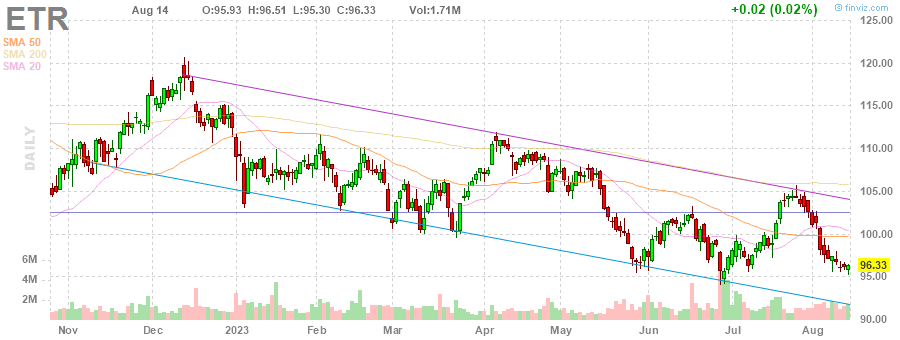 ETR
Aug 14 O:95.93 H:96.51 L:95.30 C:96.33 Vol:1.71M +0.02 (0.02%) © finviz.com
SMA 50
SMA 200
SMA 20
DAILY
125.00
120.00
115.00
110.00
105.00
100.00
96.33
95.00
90.00
6M
4M
2M
Nov Dec 2023 Feb Mar Apr May Jun Jul Aug